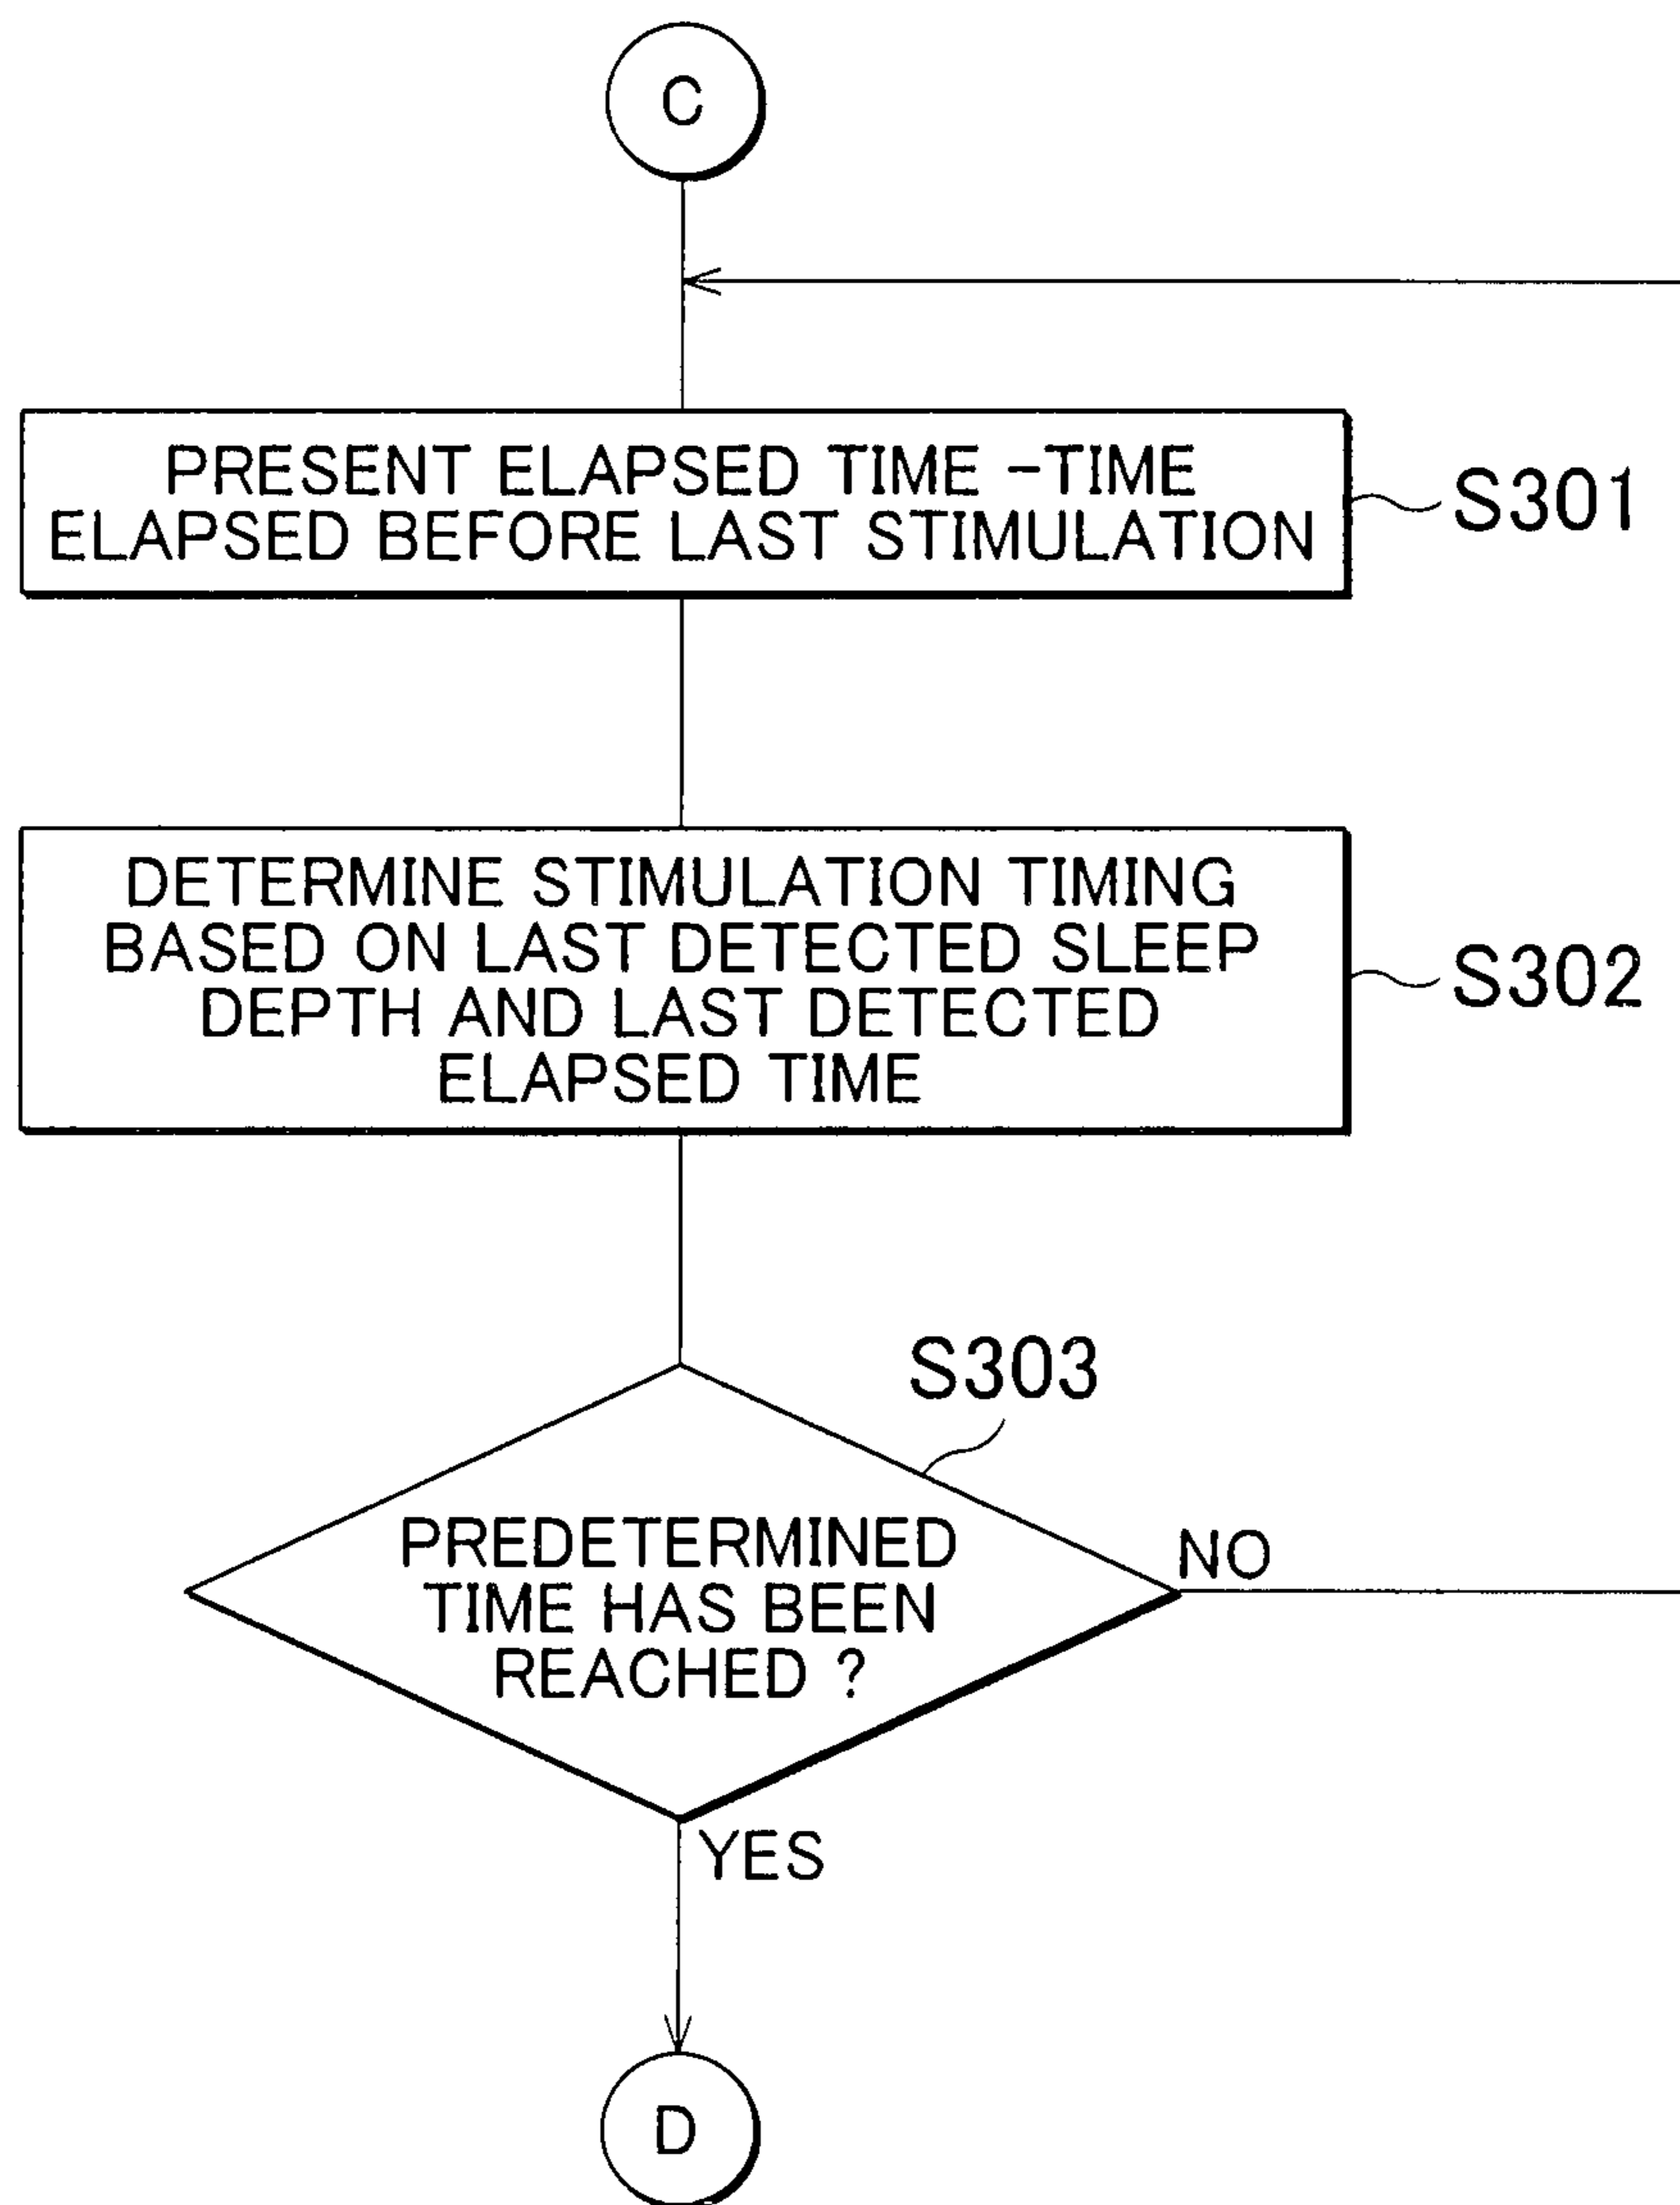 C
PRESENT ELAPSED TIME -TIME
ELAPSED BEFORE LAST STIMULATION
S301
DETERMINE STIMULATION TIMING
BASED ON LAST DETECTED SLEEP
DEPTH AND LAST DETECTED
ELAPSED TIME
S302
S303
PREDETERMINED
TIME HAS BEEN
REACHED ?
NO
YES
D